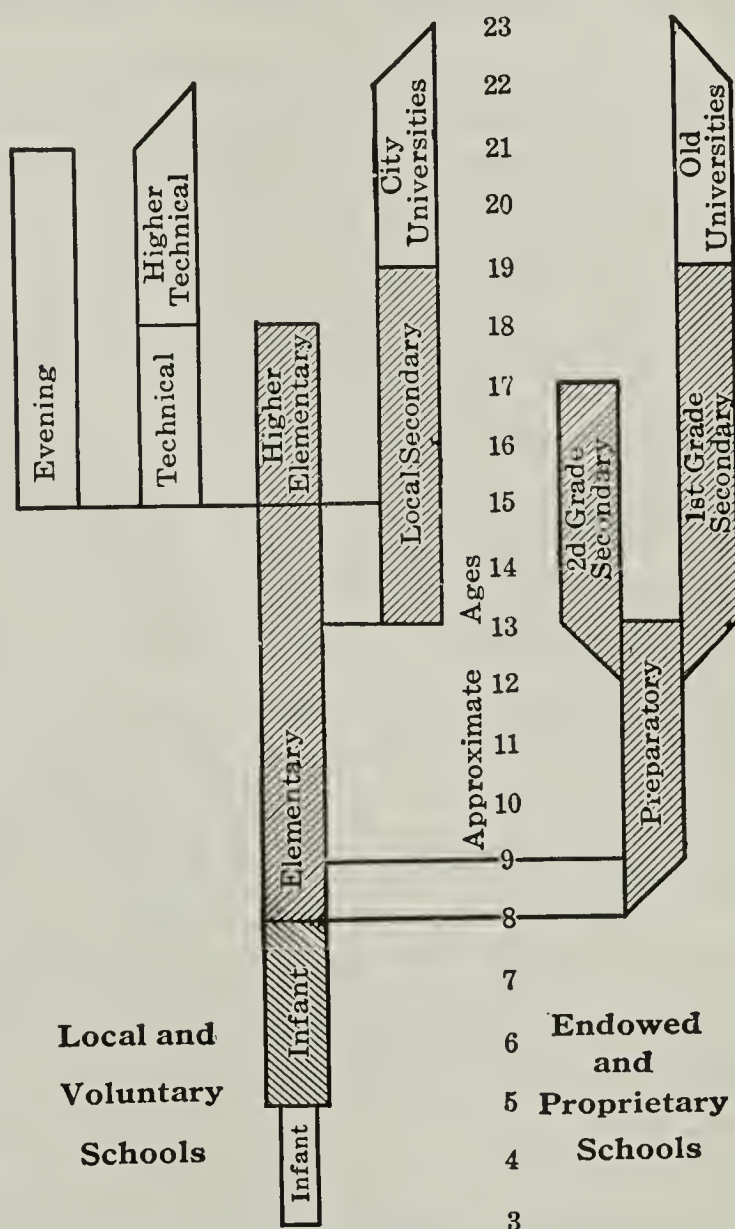 23
22
21
20
19
18
17
16
15
14
13
12
11
10
9
8
7
6
5
4
3
Approximate Ages
Evening
Higher
Technical
Technical
Higher
Elementary
Elementary
Infant
Infant
City
Universities
Local Secondary
2d Grade
Secondary
Old
Universities
1st Grade
Secondary
Preparatory
Local and
Voluntary
Schools
Endowed
and
Proprietary
Schools